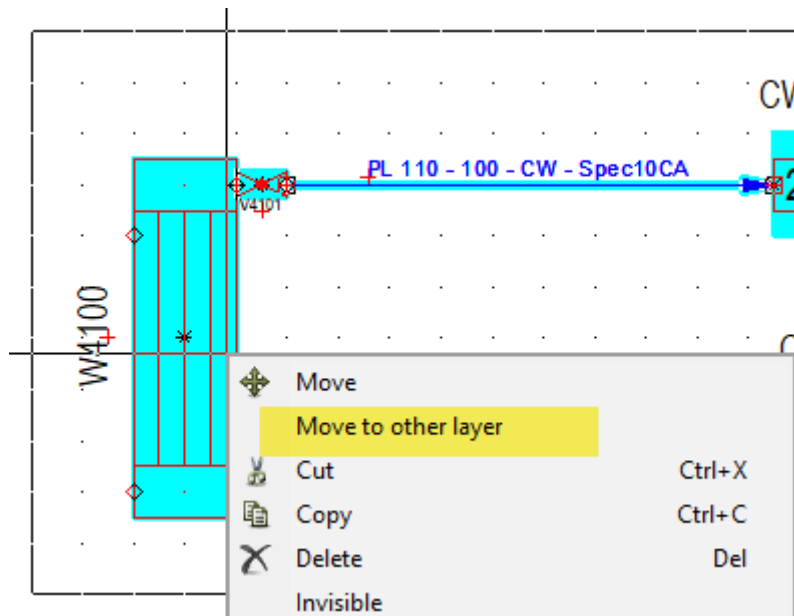 CW
PL 110 - 100 - CW - Spec10CA
2
V4101
W4100
Move
Move to other layer
Cut Ctrl+X
Copy Ctrl+C
Delete Del
Invisible